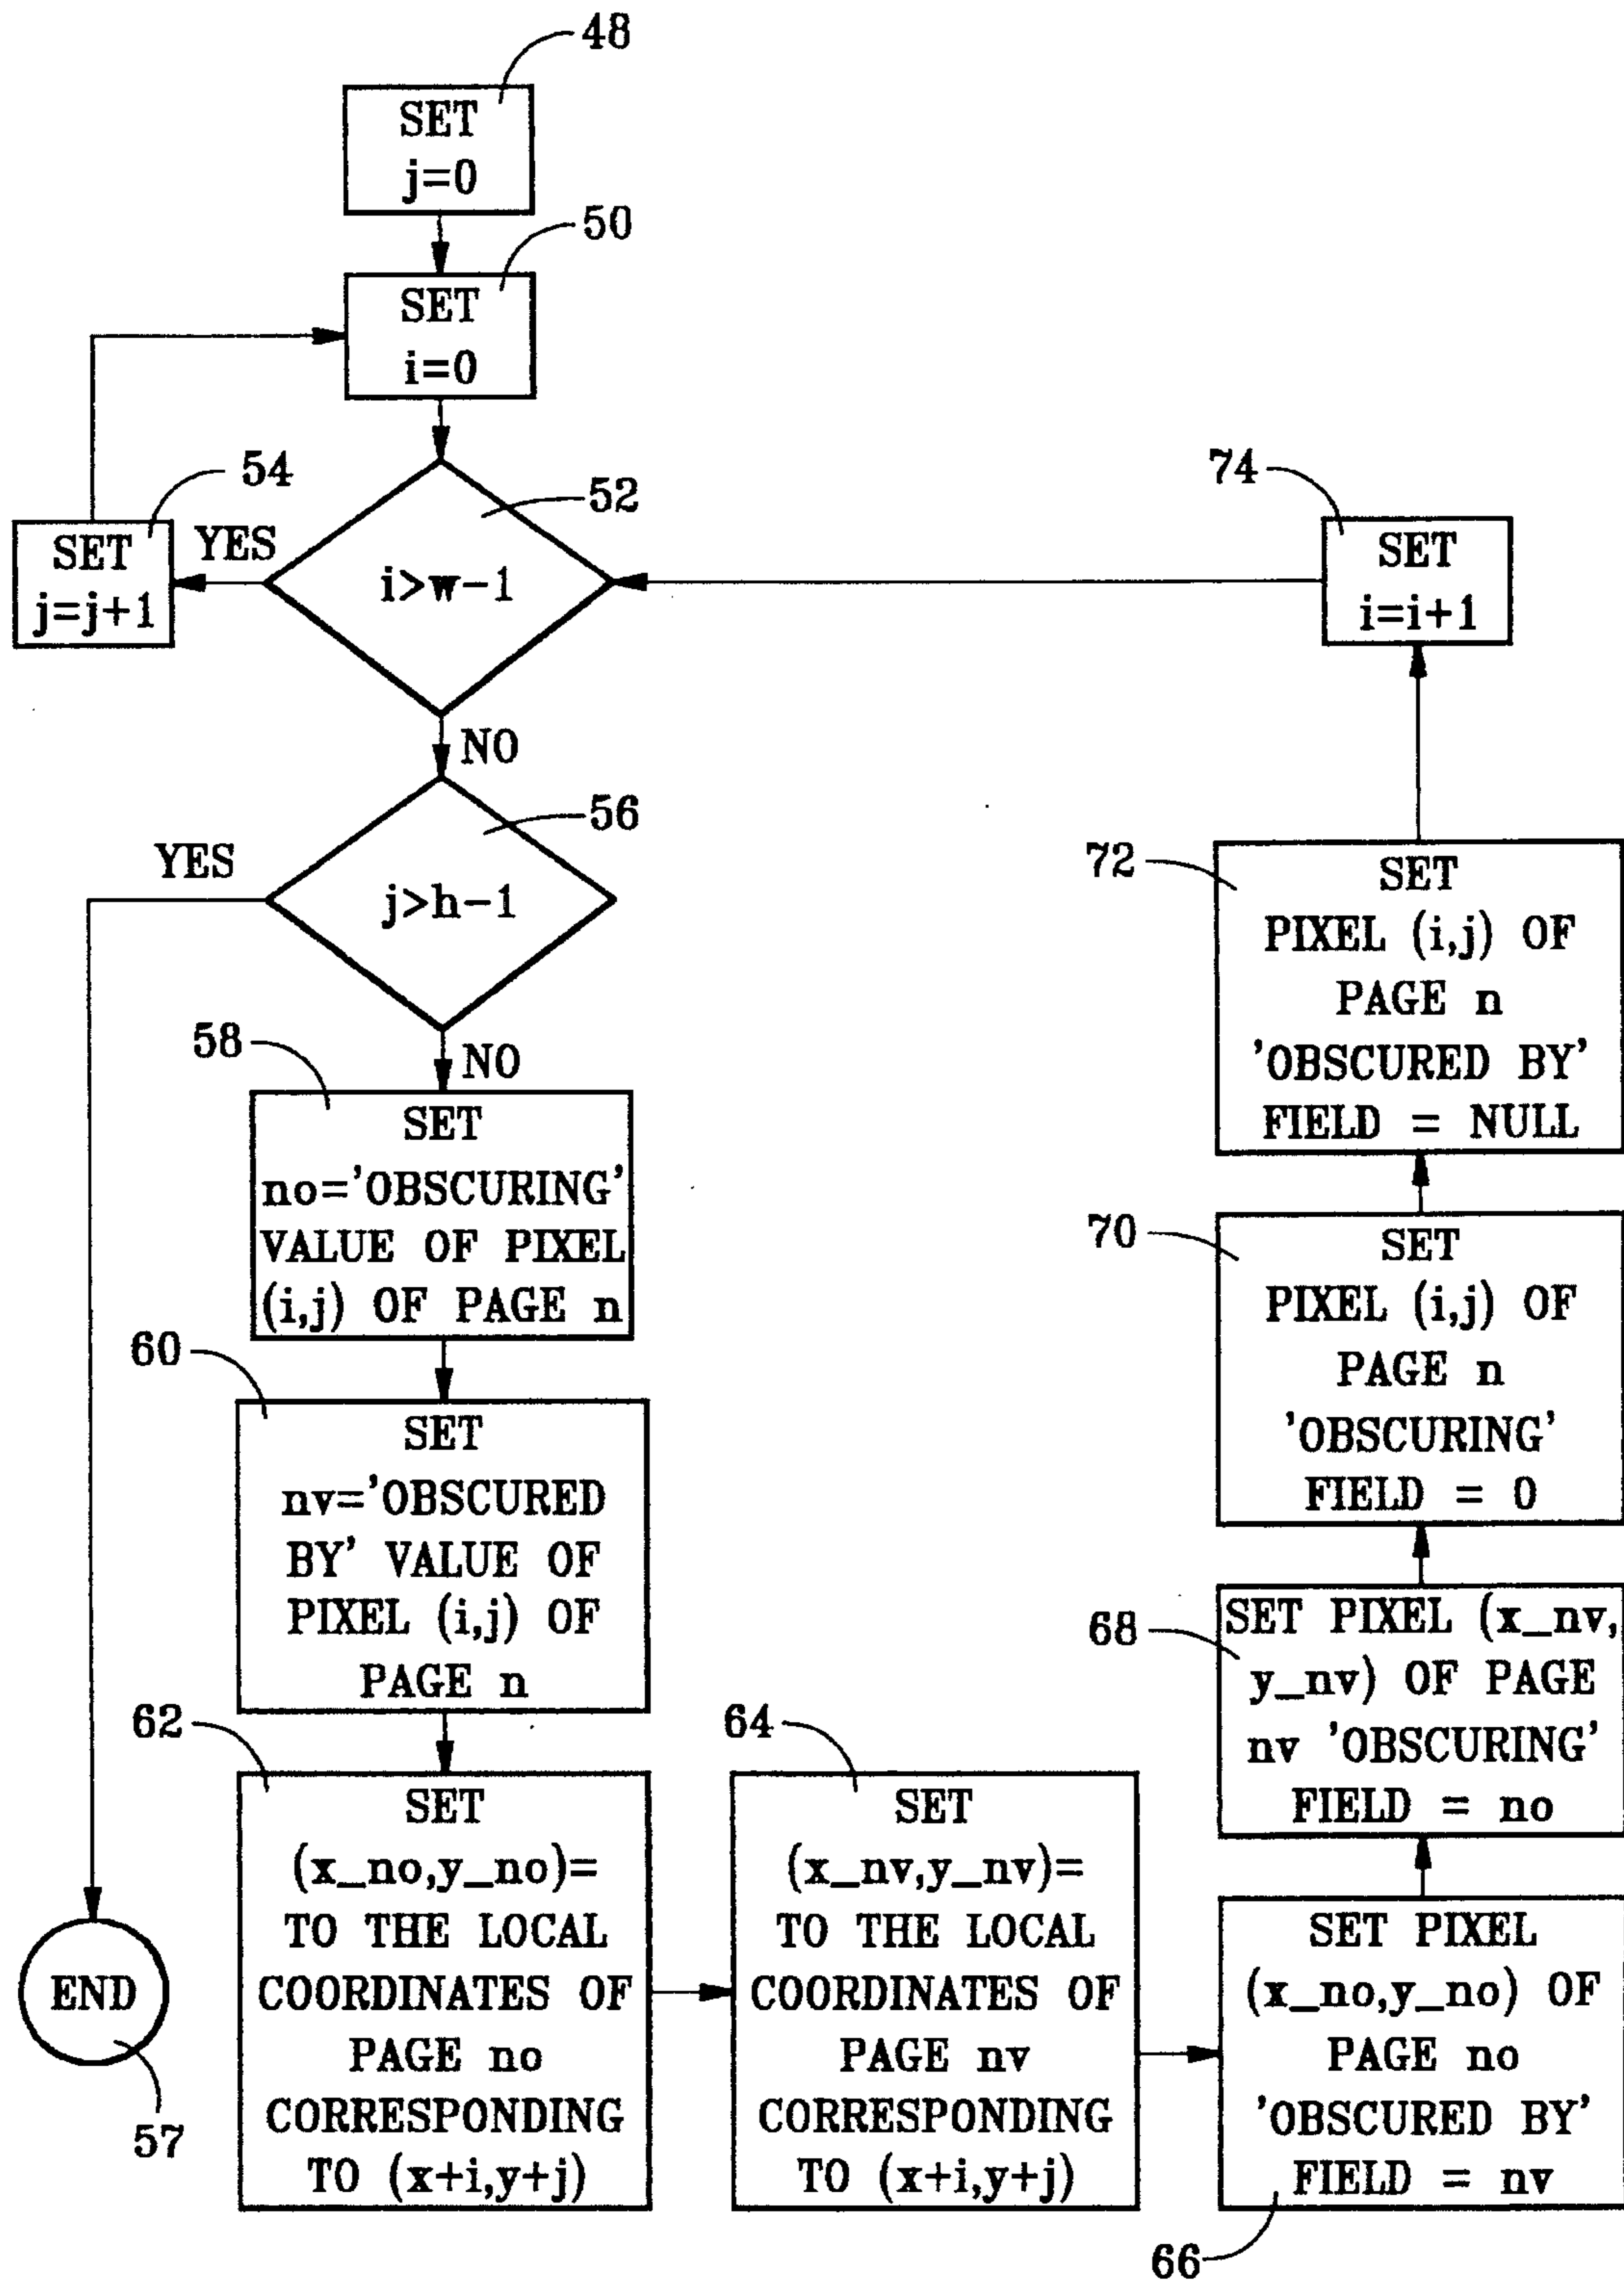 48
SET
j=0
50
SET
i=0
54
SET
j=j+1
YES
52
i>w-1
74
SET
i=i+1
NO
56
YES
j>h-1
NO
58
SET
no='OBSCURING'
VALUE OF PIXEL
(i,j) OF PAGE n
60
SET
nv='OBSCURED
BY' VALUE OF
PIXEL (i,j) OF
PAGE n
62
SET
(x_no,y_no)=
TO THE LOCAL
COORDINATES OF
PAGE no
CORRESPONDING
TO (x+i,y+j)
64
SET
(x_nv,y_nv)=
TO THE LOCAL
COORDINATES OF
PAGE nv
CORRESPONDING
TO (x+i,y+j)
SET PIXEL
(x_no,y_no) OF
PAGE no
'OBSCURED BY'
FIELD = nv
66
68
SET PIXEL (x_nv,
y_nv) OF PAGE
nv 'OBSCURING'
FIELD = no
70
SET
PIXEL (i,j) OF
PAGE n
'OBSCURING'
FIELD = 0
72
SET
PIXEL (i,j) OF
PAGE n
'OBSCURED BY'
FIELD = NULL
END
57